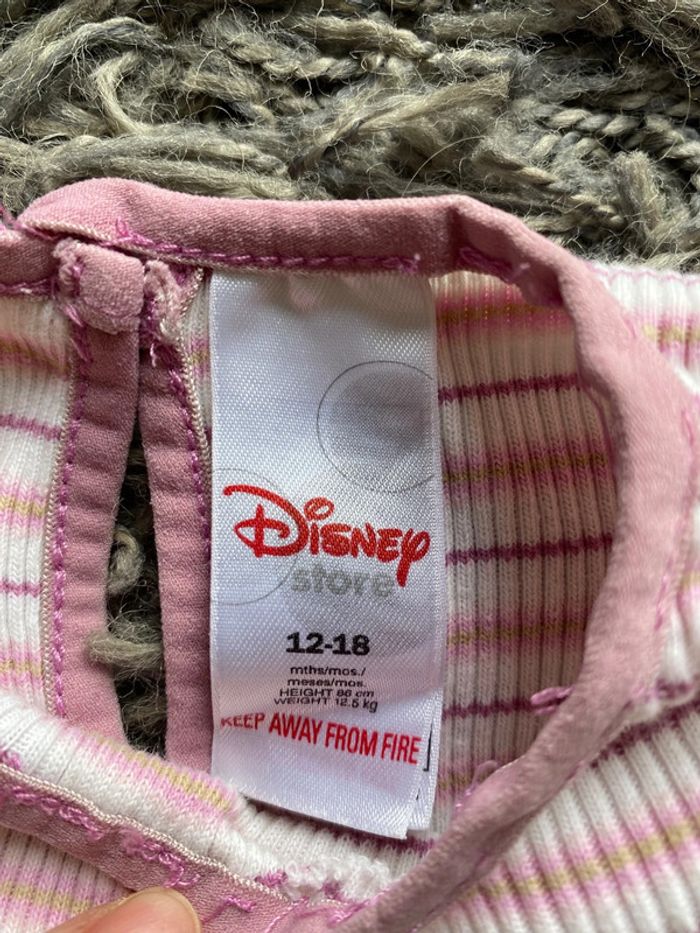 Disney
store
12-18
mths/mos./
meses/mos.
HEIGHT 86 cm
WEIGHT 12.5 kg
KEEP AWAY FROM FIRE